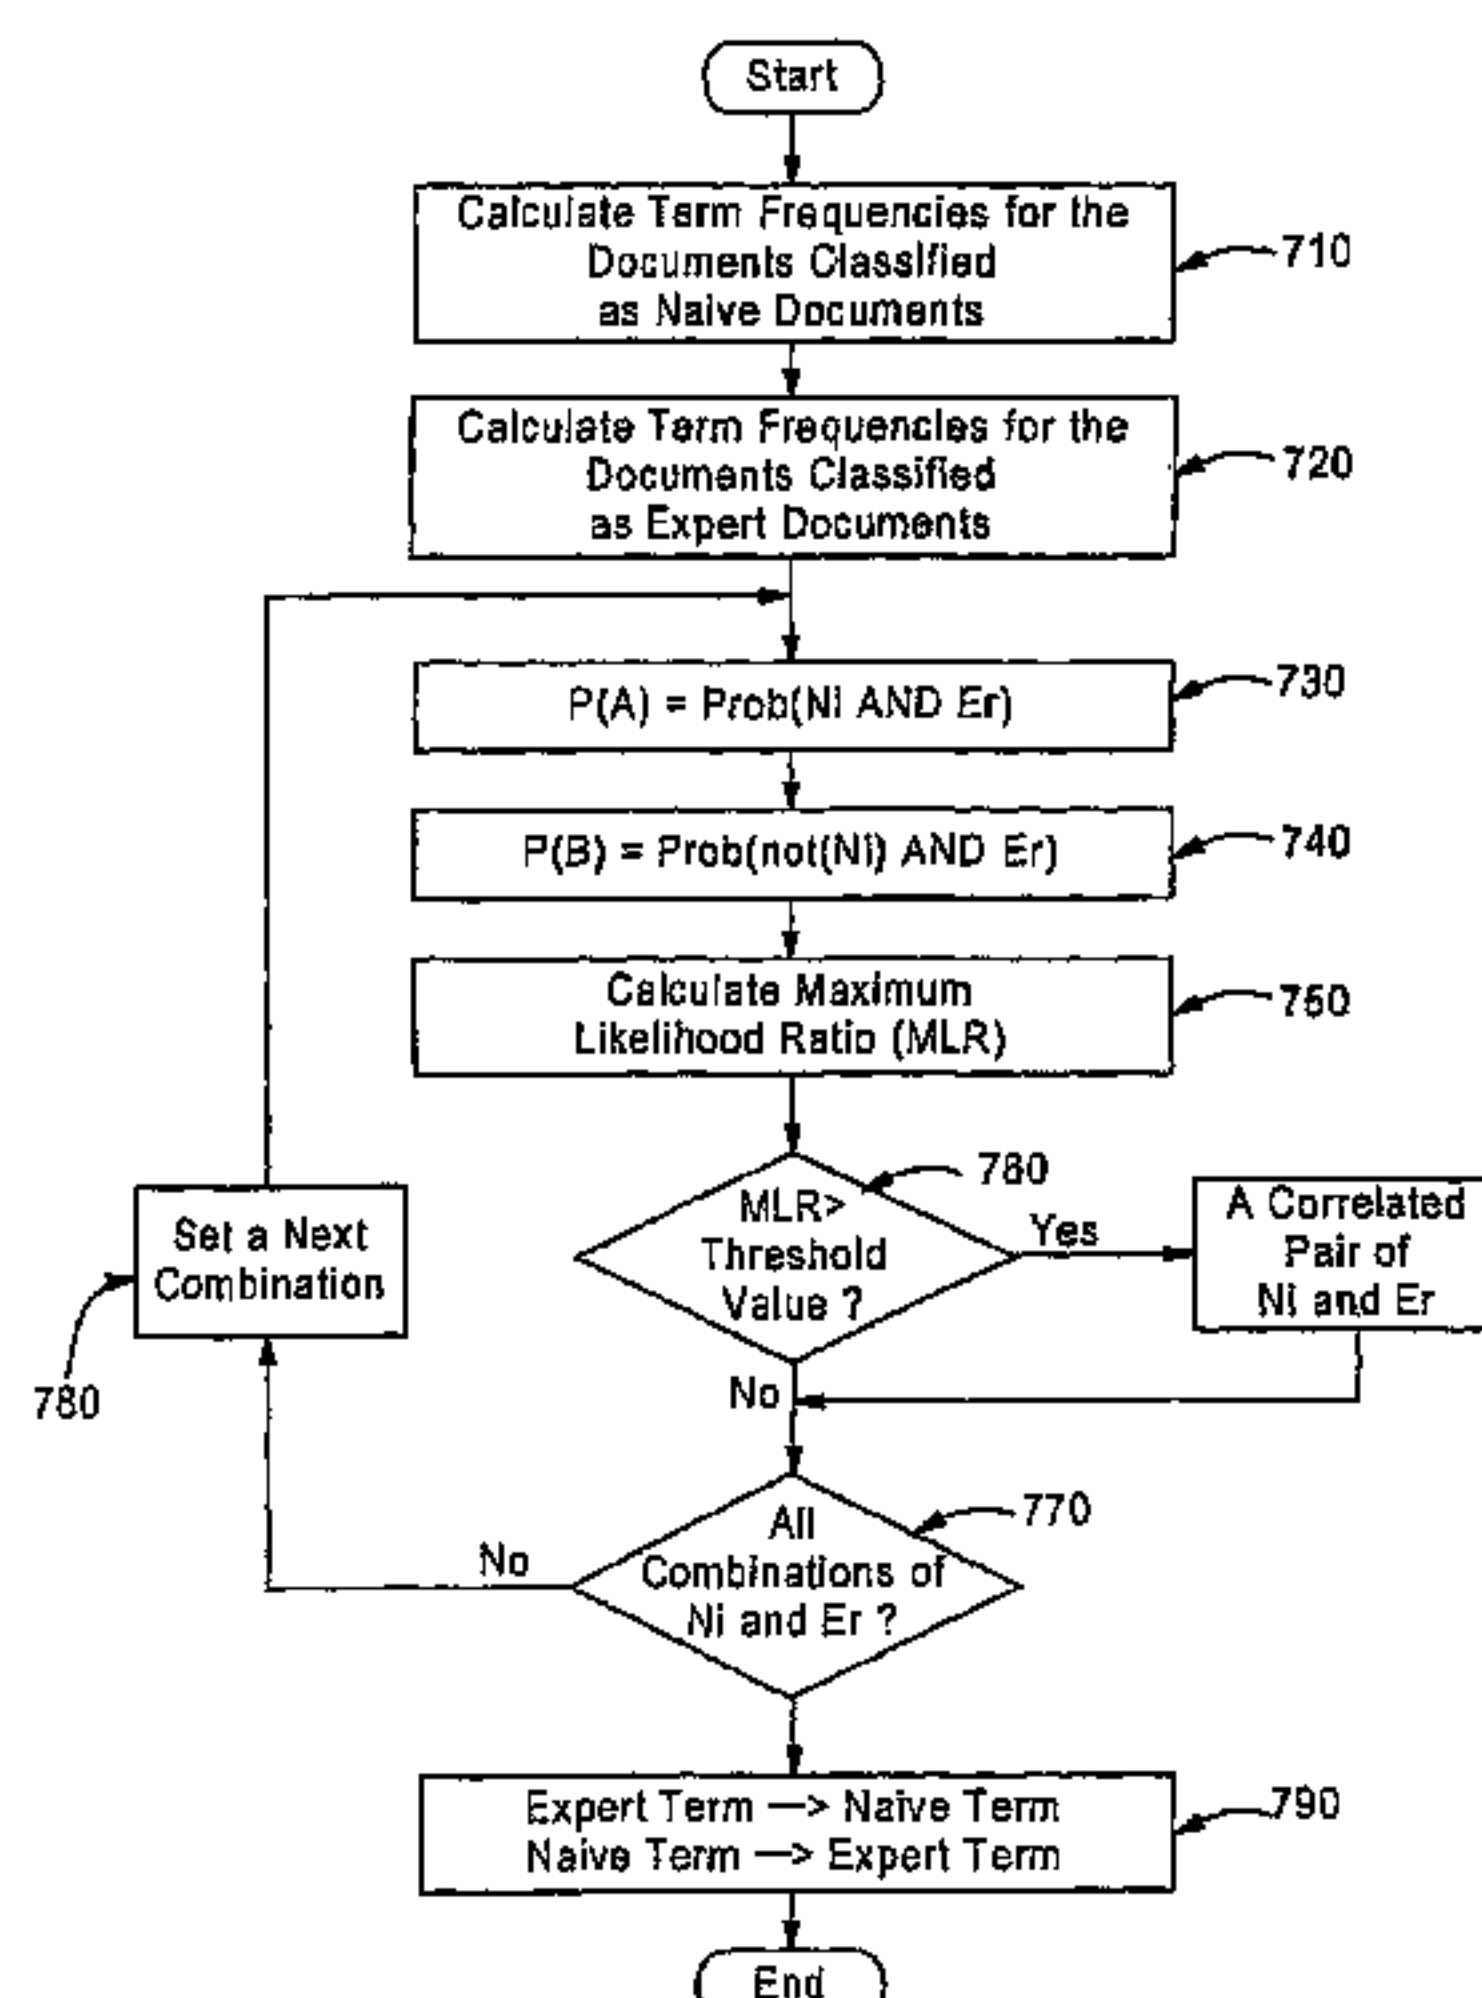 Start
Calculate Term Frequencies for the
Documents Classified
as Naive Documents
710
Calculate Term Frequencies for the
Documents Classified
as Expert Documents
720
P(A) = Prob(Ni AND Er)
730
P(B) = Prob(not(Ni) AND Er)
740
Calculate Maximum
Likelihood Ratio (MLR)
750
780
MLR>
Threshold
Value ?
Yes
A Correlated
Pair of
Ni and Er
Set a Next
Combination
780
No
770
All
Combinations of
Ni and Er ?
No
Expert Term —> Naive Term
Naive Term —> Expert Term
790
End